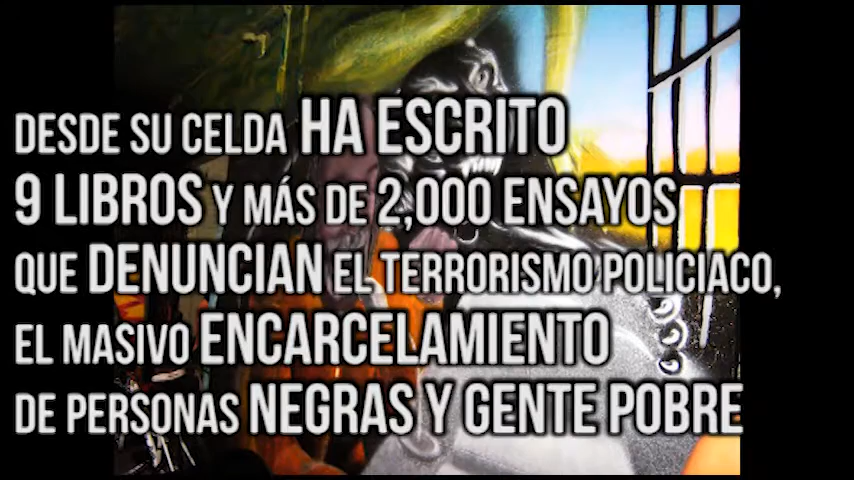 DESDE SU CELDA HA ESCRITO
9 LIBROS Y MÁS DE 2,000 ENSAYOS
QUE DENUNCIAN EL TERRORISMO POLICIACO,
EL MASIVO ENCARCELAMIENTO
DE PERSONAS NEGRAS Y GENTE POBRE